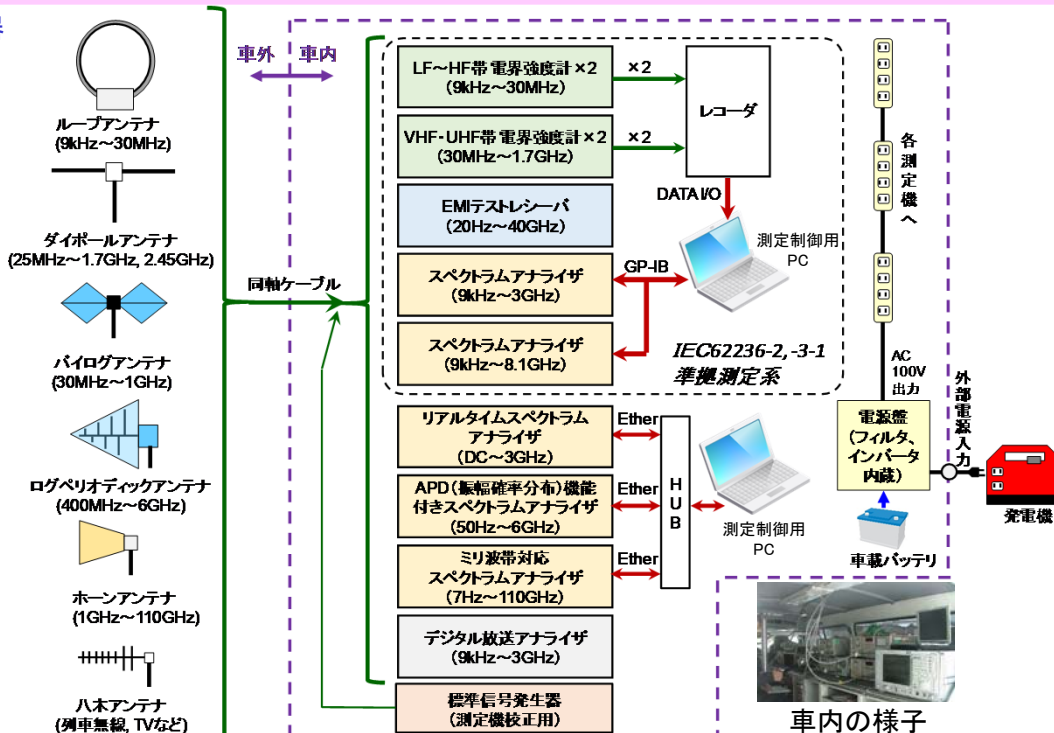 車外
車内
ループアンテナ
(9kHz～30MHz)
ダイポールアンテナ
(25MHz～1.7GHz, 2.45GHz)
バイログアンテナ
(30MHz～1GHz)
ログペリオディックアンテナ
(400MHz～6GHz)
ホーンアンテナ
(1GHz～110GHz)
八木アンテナ
(列車無線, TVなど)
同軸ケーブル
LF～HF帯電界強度計×2
(9kHz～30MHz)
×2
VHF・UHF帯電界強度計×2
(30MHz～1.7GHz)
×2
レコーダ
EMIテストレシーバ
(20Hz～40GHz)
DATA I/O
測定制御用
PC
スペクトラムアナライザ
(9kHz～3GHz)
GP-IB
スペクトラムアナライザ
(9kHz～8.1GHz)
IEC62236-2, -3-1
準拠測定系
リアルタイムスペクトラム
アナライザ
(DC～3GHz)
Ether
APD(振幅確率分布)機能
付きスペクトラムアナライザ
(50Hz～6GHz)
Ether
ミリ波帯対応
スペクトラムアナライザ
(7Hz～110GHz)
Ether
HUB
測定制御用
PC
デジタル放送アナライザ
(9kHz～3GHz)
標準信号発生器
(測定機校正用)
各測定機へ
AC
100V
出力
電源盤
(フィルタ、
インバータ
内蔵)
外部電源入力
発電機
車載バッテリ
車内の様子